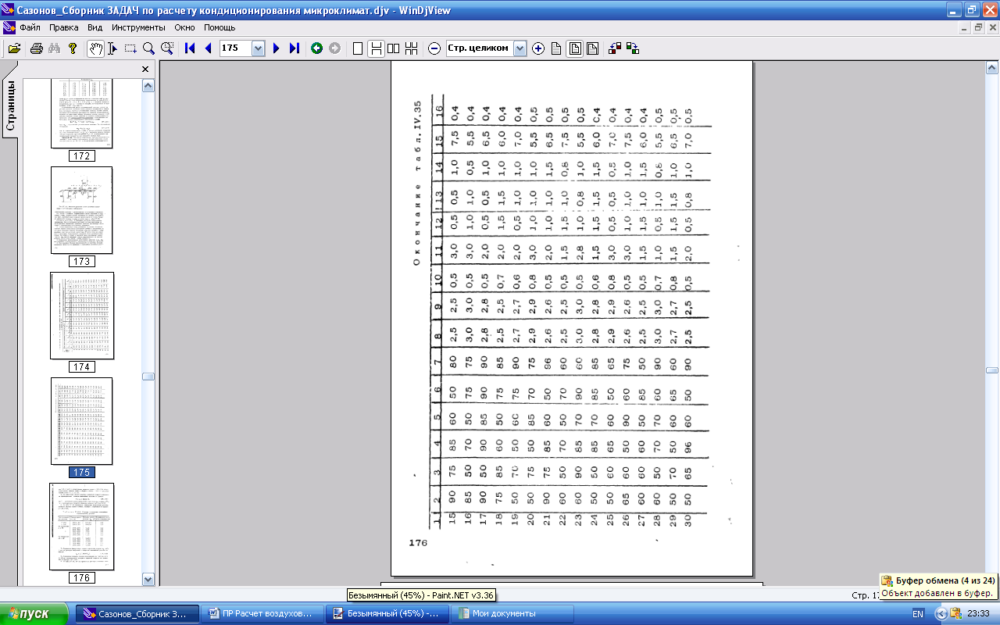 Сазонов_Сборник ЗАДАЧ по расчету кондиционирования микроклимат.djv - WinDjView
Файл Правка Вид Инструменты Окно Помощь
175 Стр. целиком
Страницы
172
173
174
175
176
Окончание табл.IV,35
1 2 3 4 5 6 7 8 9 10 11 12 13 14 15 16
15 90 75 85 60 50 80 2,5 2,5 0,5 3,0 0,5 0,5 1,0 7,5 0,4
16 85 50 70 50 75 75 3,0 3,0 0,5 3,0 1,0 1,0 0,5 5,5 0,4
17 90 50 90 85 90 90 2,8 2,8 0,5 2,0 0,5 0,5 1,0 6,5 0,4
18 75 85 60 50 75 85 2,5 2,5 0,7 2,0 1,5 1,5 1,0 6,0 0,4
19 50 70 50 60 75 90 2,7 2,7 0,6 2,0 0,5 1,0 1,0 7,0 0,4
20 50 75 50 85 70 75 2,9 2,9 0,8 3,0 1,0 1,0 1,0 5,5 0,5
21 90 75 85 60 50 96 2,6 2,6 0,5 2,0 1,0 1,0 1,5 6,5 0,5
22 60 50 70 50 70 60 2,5 2,5 0,5 1,5 1,5 1,0 0,8 7,5 0,5
23 60 90 85 70 90 60 3,0 3,0 0,5 2,8 1,0 0,8 1,0 5,5 0,5
24 50 50 85 70 85 85 2,8 2,8 0,6 1,5 1,5 1,5 1,5 6,0 0,4
25 50 60 65 60 50 65 2,9 2,9 0,8 3,0 0,5 0,5 0,5 7,0 0,4
26 65 60 50 90 60 75 2,6 2,6 0,5 3,0 1,0 1,0 1,0 7,5 0,4
27 60 60 60 50 85 50 2,5 2,5 0,5 1,5 1,0 1,0 1,5 6,0 0,4
28 60 50 70 70 60 90 3,0 3,0 0,7 1,0 0,5 1,0 0,8 5,5 0,5
29 50 70 50 60 65 60 2,7 2,7 0,8 1,5 1,5 1,5 1,0 6,5 0,5
30 50 65 96 60 50 90 2,5 2,5 0,5 2,0 0,5 0,8 1,0 7,0 0,5
176
Безымянный (45%) - Paint.NET v3.36
Стр.
Буфер обмена (4 из 24)
Объект добавлен в буфер.
пуск Сазонов_Сборник З... ПР Расчет воздухов... Безымянный (45%) -... Мои документы EN 23:33